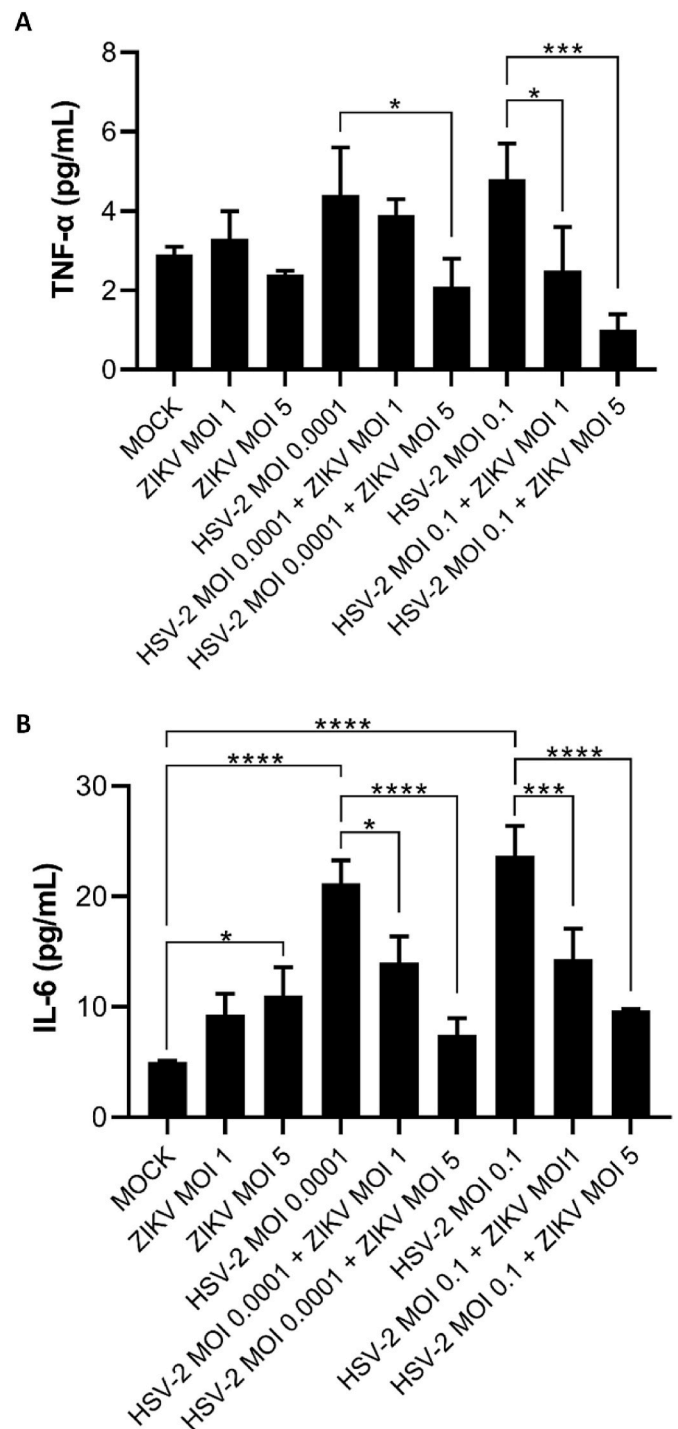 A
TNF-α (pg/mL)
8
6
4
2
0
*
*
***
MOCK
ZIKV MOI 1
ZIKV MOI 5
HSV-2 MOI 0.0001
HSV-2 MOI 0.0001 + ZIKV MOI 1
HSV-2 MOI 0.0001 + ZIKV MOI 5
HSV-2 MOI 0.1
HSV-2 MOI 0.1 + ZIKV MOI 1
HSV-2 MOI 0.1 + ZIKV MOI 5
B
IL-6 (pg/mL)
30
20
10
0
****
****
****
****
***
*
*
MOCK
ZIKV MOI 1
ZIKV MOI 5
HSV-2 MOI 0.0001
HSV-2 MOI 0.0001 + ZIKV MOI 1
HSV-2 MOI 0.0001 + ZIKV MOI 5
HSV-2 MOI 0.1
HSV-2 MOI 0.1 + ZIKV MOI1
HSV-2 MOI 0.1 + ZIKV MOI 5